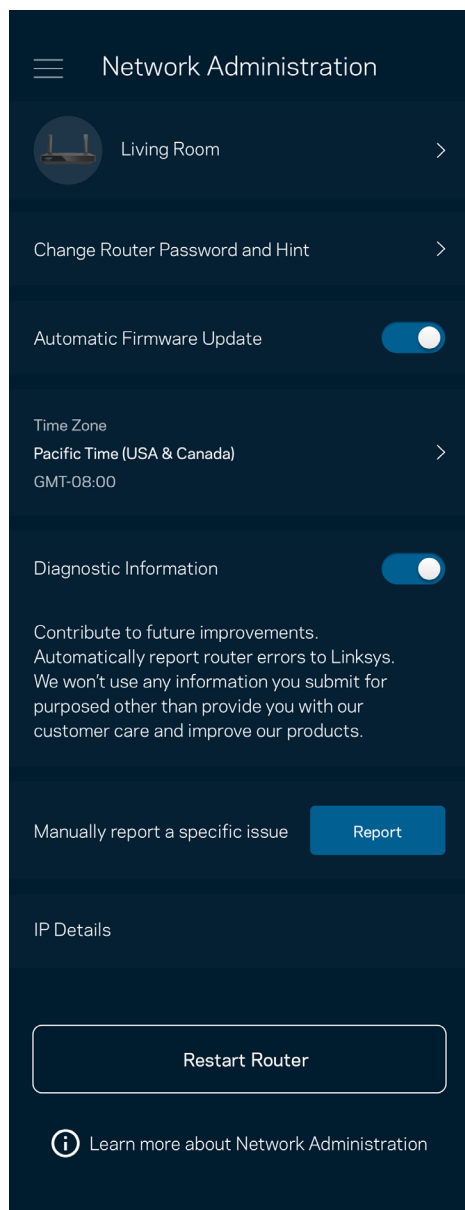 Network Administration
Living Room
Change Router Password and Hint
Automatic Firmware Update
Time Zone
Pacific Time (USA & Canada)
GMT-08:00
Diagnostic Information
Contribute to future improvements.
Automatically report router errors to Linksys.
We won't use any information you submit for
purposed other than provide you with our
customer care and improve our products.
Manually report a specific issue
Report
IP Details
Restart Router
Learn more about Network Administration